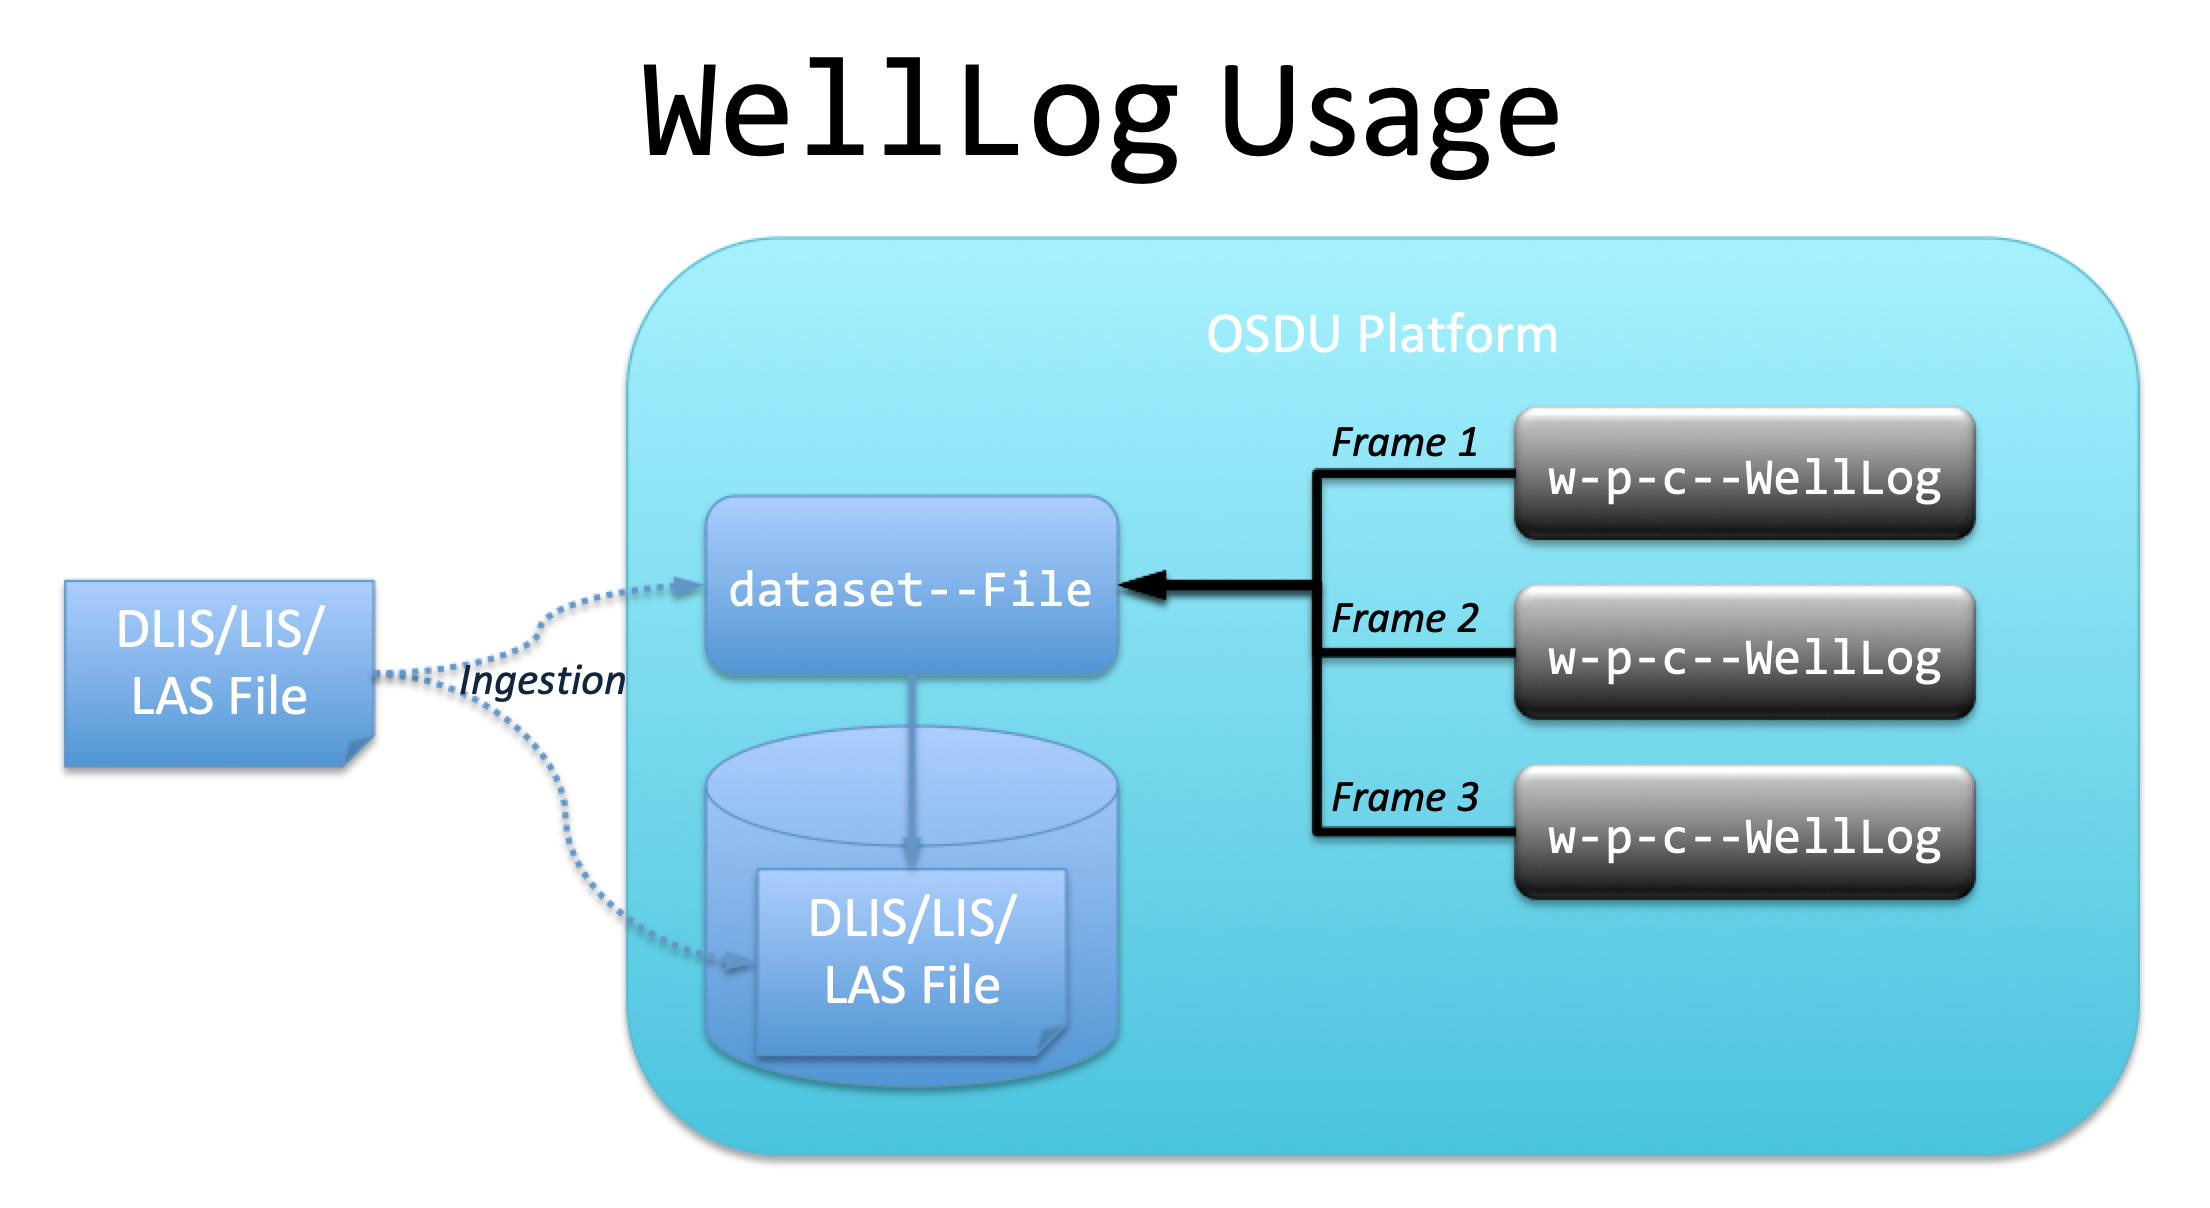 WellLog Usage
OSDU Platform
Frame 1
w-p-c--WellLog
dataset--File
DLIS/LIS/
LAS File
Ingestion
Frame 2
w-p-c--WellLog
Frame 3
w-p-c--WellLog
DLIS/LIS/
LAS File